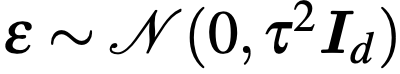 𝜺 ∼ 𝒩(0, 𝝉²𝑰_d)